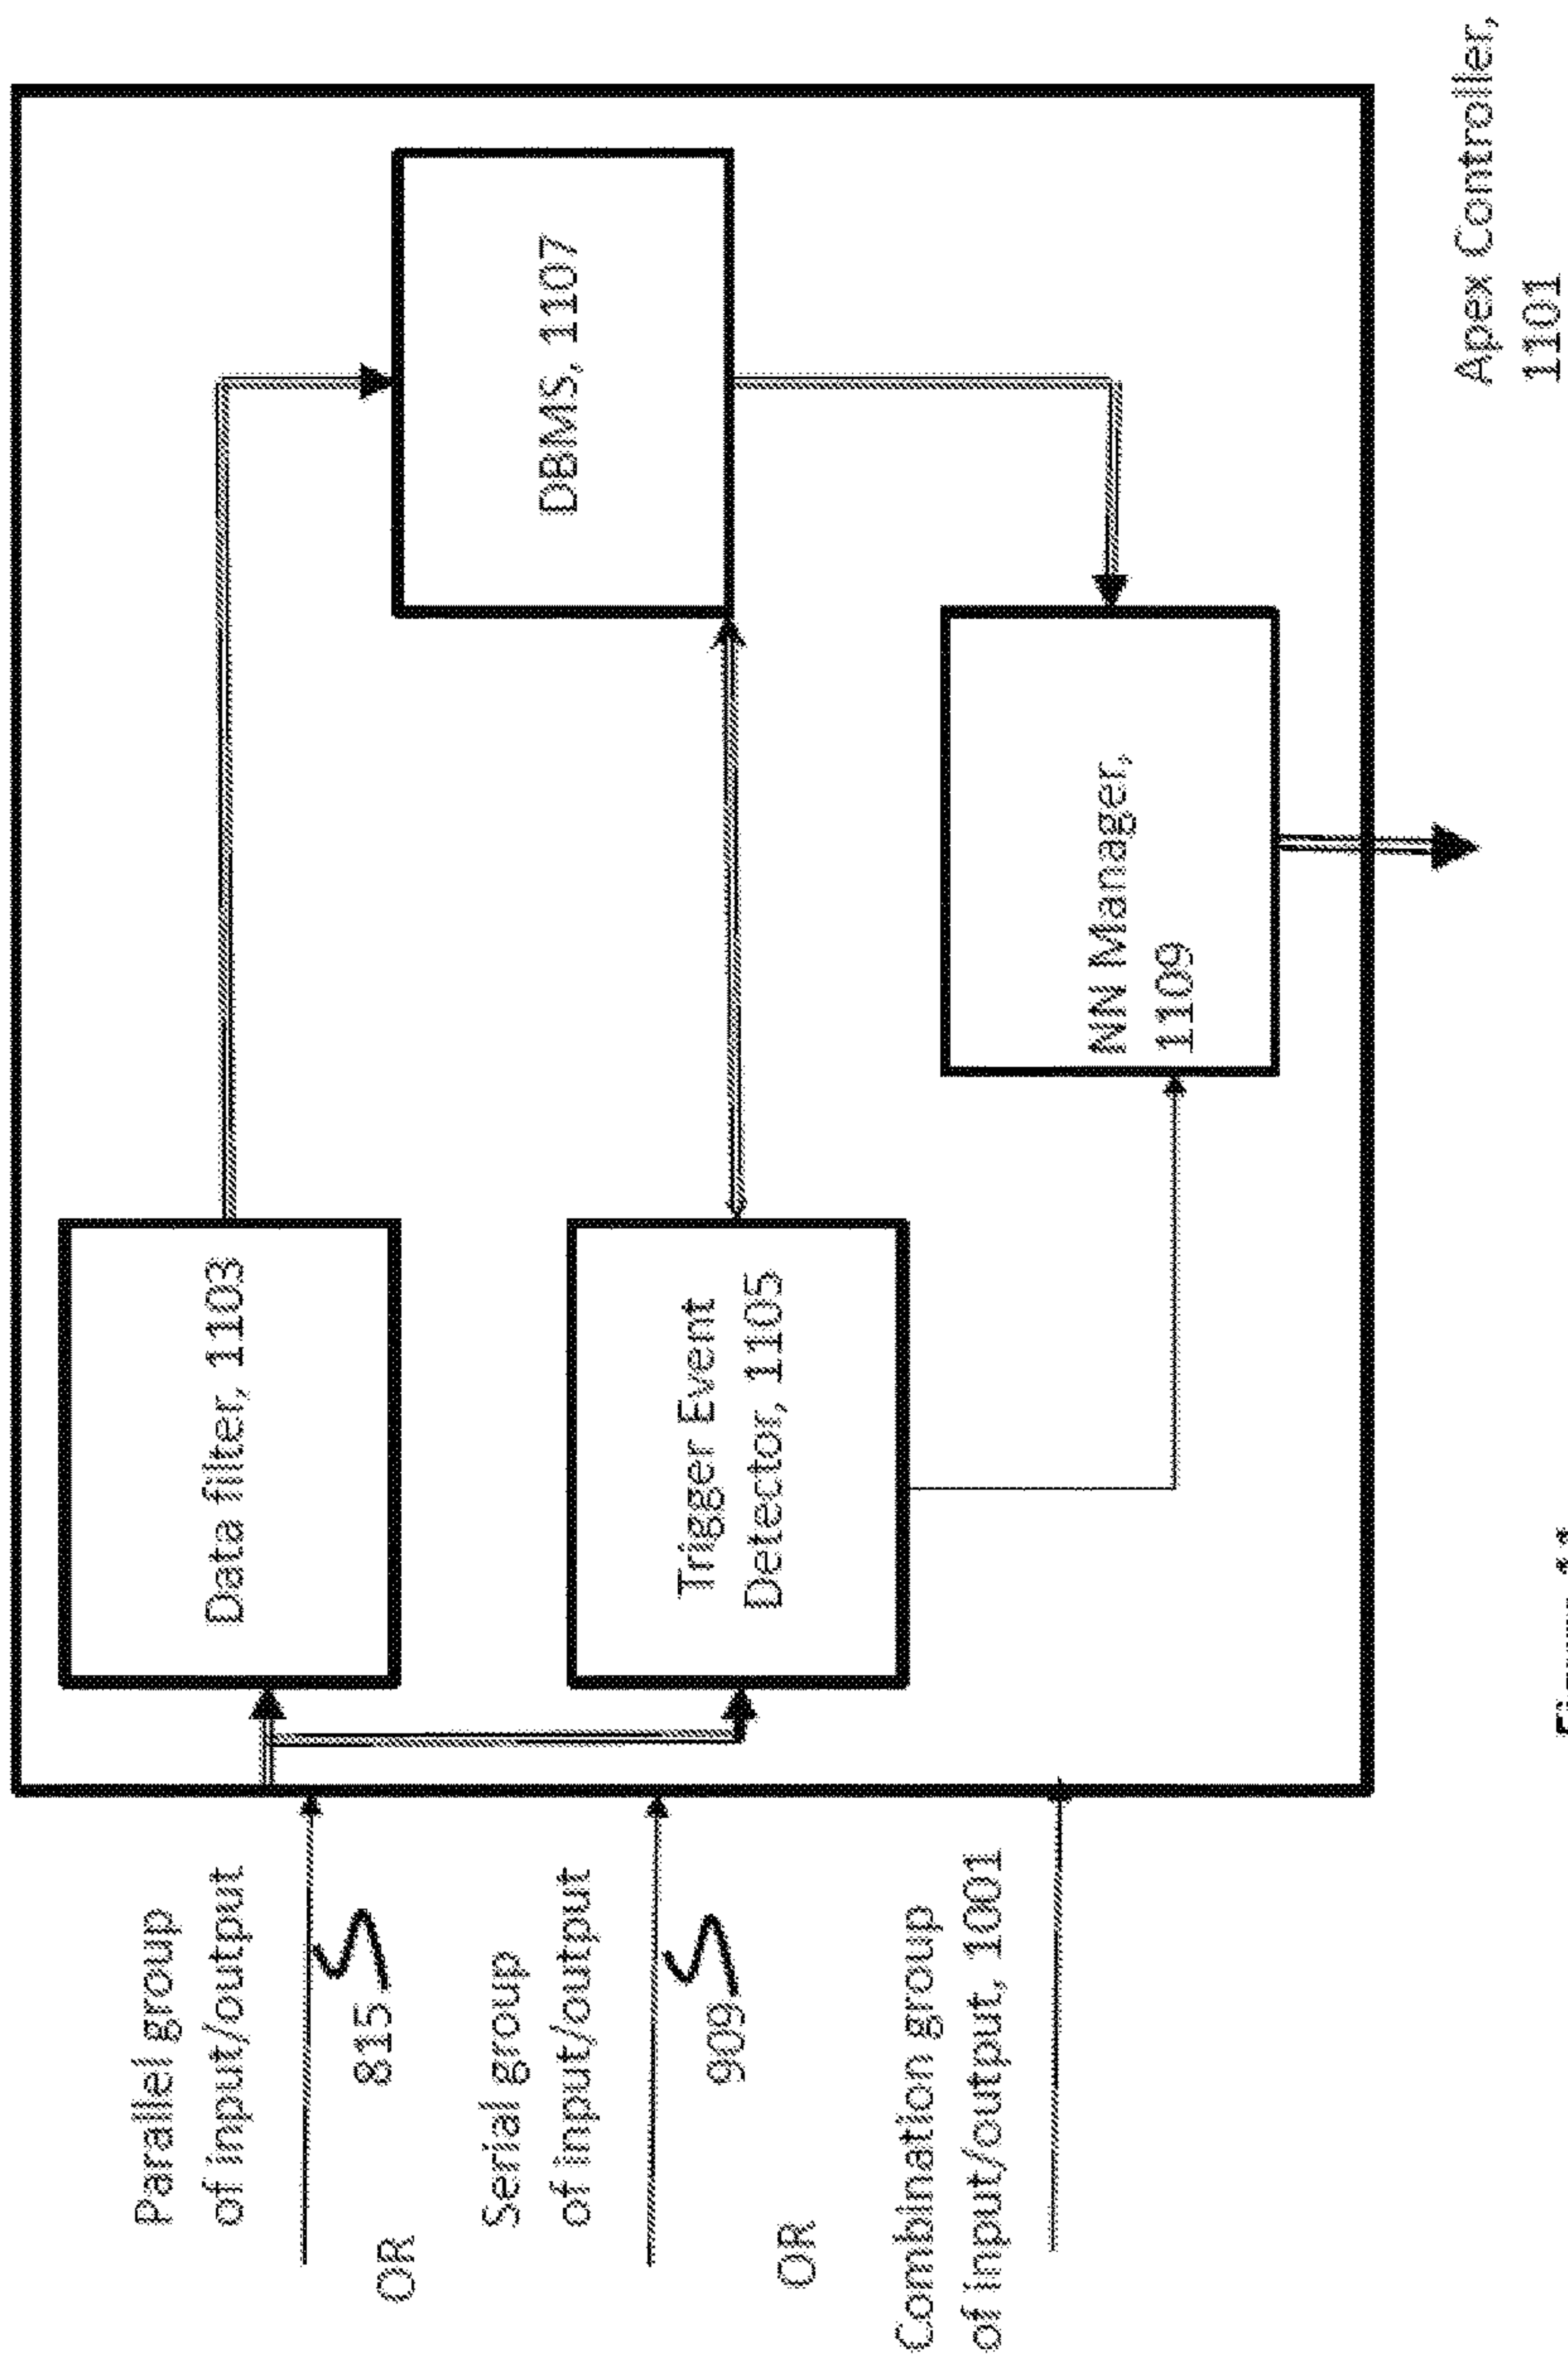 Parallel group
of input/output
815
OR
Serial group
of input/output
909
OR
Combination group
of input/output, 1001
Data filter, 1103
Trigger Event
Detector, 1105
DBMS, 1107
NN Manager,
1109
Apex Controller,
1101